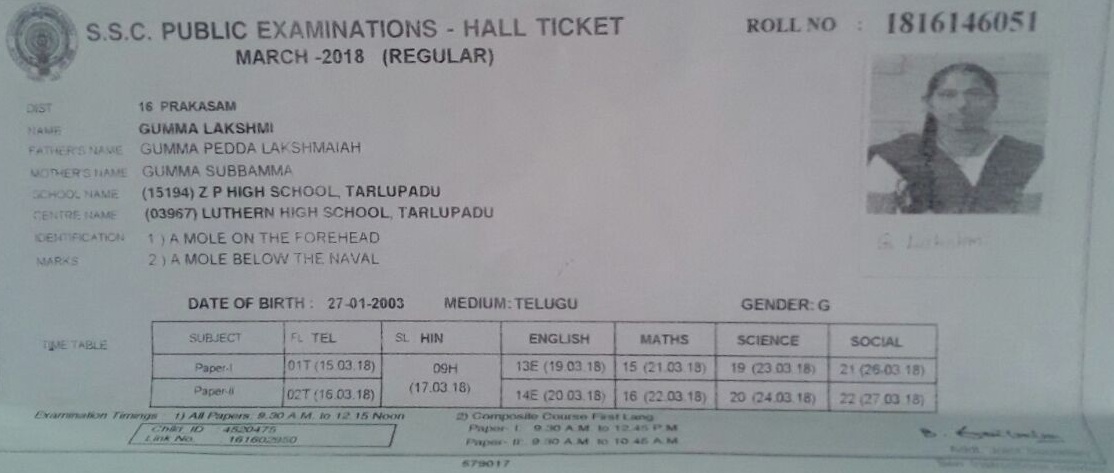 S.S.C. PUBLIC EXAMINATIONS - HALL TICKET
ROLL NO : 1816146051
MARCH -2018 (REGULAR)
DIST 16 PRAKASAM
NAME GUMMA LAKSHMI
FATHER'S NAME GUMMA PEDDA LAKSHMAIAH
MOTHER'S NAME GUMMA SUBBAMMA
SCHOOL NAME (15194) Z P HIGH SCHOOL, TARLUPADU
CENTRE NAME (03967) LUTHERN HIGH SCHOOL, TARLUPADU
IDENTIFICATION 1 ) A MOLE ON THE FOREHEAD
MARKS 2 ) A MOLE BELOW THE NAVAL
G. Lakshmi
DATE OF BIRTH : 27-01-2003 MEDIUM: TELUGU GENDER: G
TIME TABLE
SUBJECT FL TEL SL HIN ENGLISH MATHS SCIENCE SOCIAL
Paper-I 01T (15.03.18) 09H (17.03.18) 13E (19.03.18) 15 (21.03.18) 19 (23.03.18) 21 (26.03.18)
Paper-II 02T (16.03.18) 14E (20.03.18) 16 (22.03.18) 20 (24.03.18) 22 (27.03.18)
Examination Timings 1) All Papers: 9.30 A.M. to 12.15 Noon 2) Composite Course First Lang.
Child ID 4520475 Paper- I: 9.30 A.M. to 12.45 P.M
Link No. 161602950 Paper- II: 9.30 A.M. to 10.45 A.M.
579017